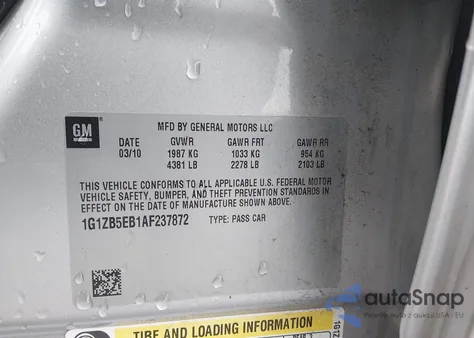 GM
MFD BY GENERAL MOTORS LLC
DATE GVWR GAWR FRT GAWR RR
03/10 1987 KG 1033 KG 954 KG
4381 LB 2278 LB 2103 LB
THIS VEHICLE CONFORMS TO ALL APPLICABLE U.S. FEDERAL MOTOR
VEHICLE SAFETY, BUMPER, AND THEFT PREVENTION STANDARDS IN
EFFECT ON THE DATE OF MANUFACTURE SHOWN ABOVE.
1G1ZB5EB1AF237872 TYPE: PASS CAR
autoSnap
TIRE AND LOADING INFORMATION